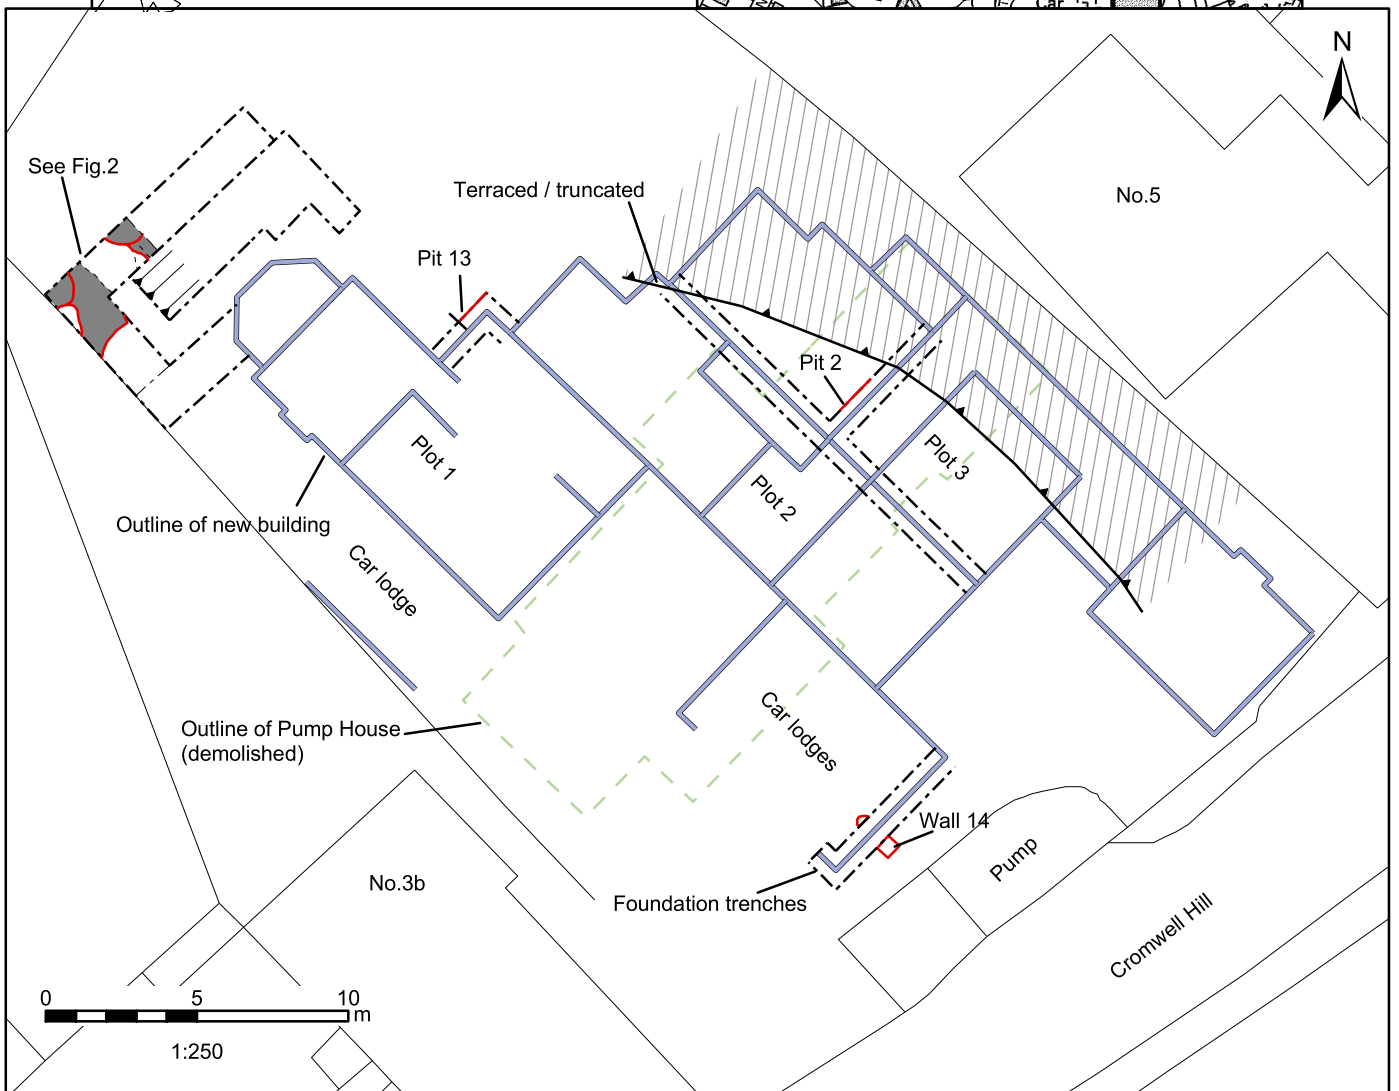 Car
N
See Fig.2
Terraced / truncated
No.5
Pit 13
Pit 2
Plot 1
Plot 3
Plot 2
Outline of new building
Car lodge
Outline of Pump House
(demolished)
Car lodges
Wall 14
Pump
No.3b
Foundation trenches
Cromwell Hill
0 5 10
m
1:250